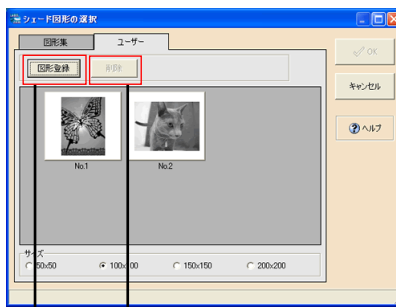 シェード図形の選択
図形集 ユーザー
図形登録 削除
OK
キャンセル
ヘルプ
No.1 No.2
サイズ
50x50 100x100 150x150 200x200